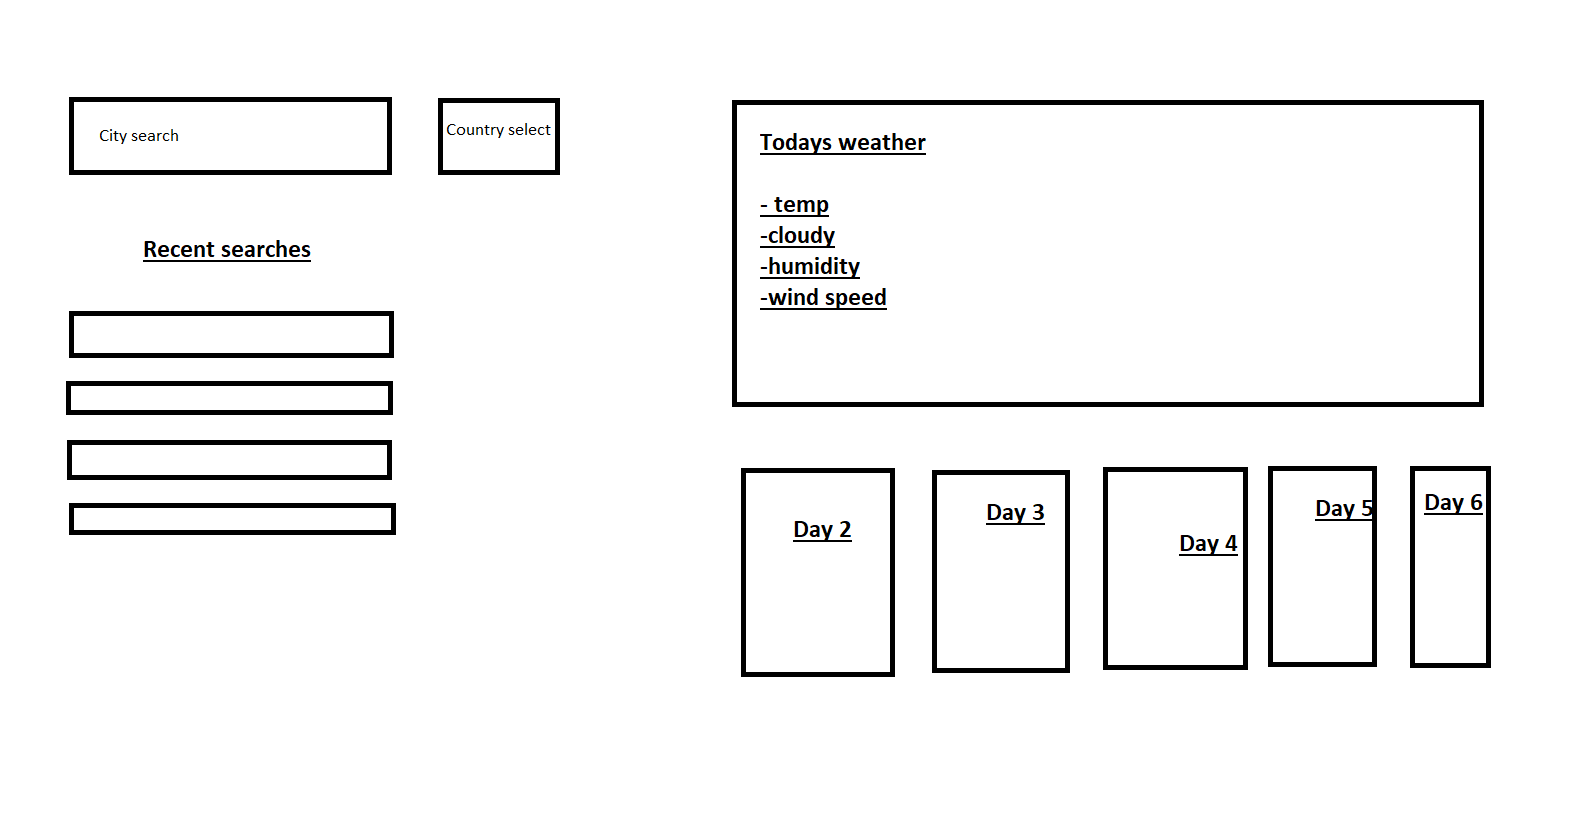 City search
Country select
Recent searches
Todays weather
- temp
-cloudy
-humidity
-wind speed
Day 2
Day 3
Day 4
Day 5
Day 6